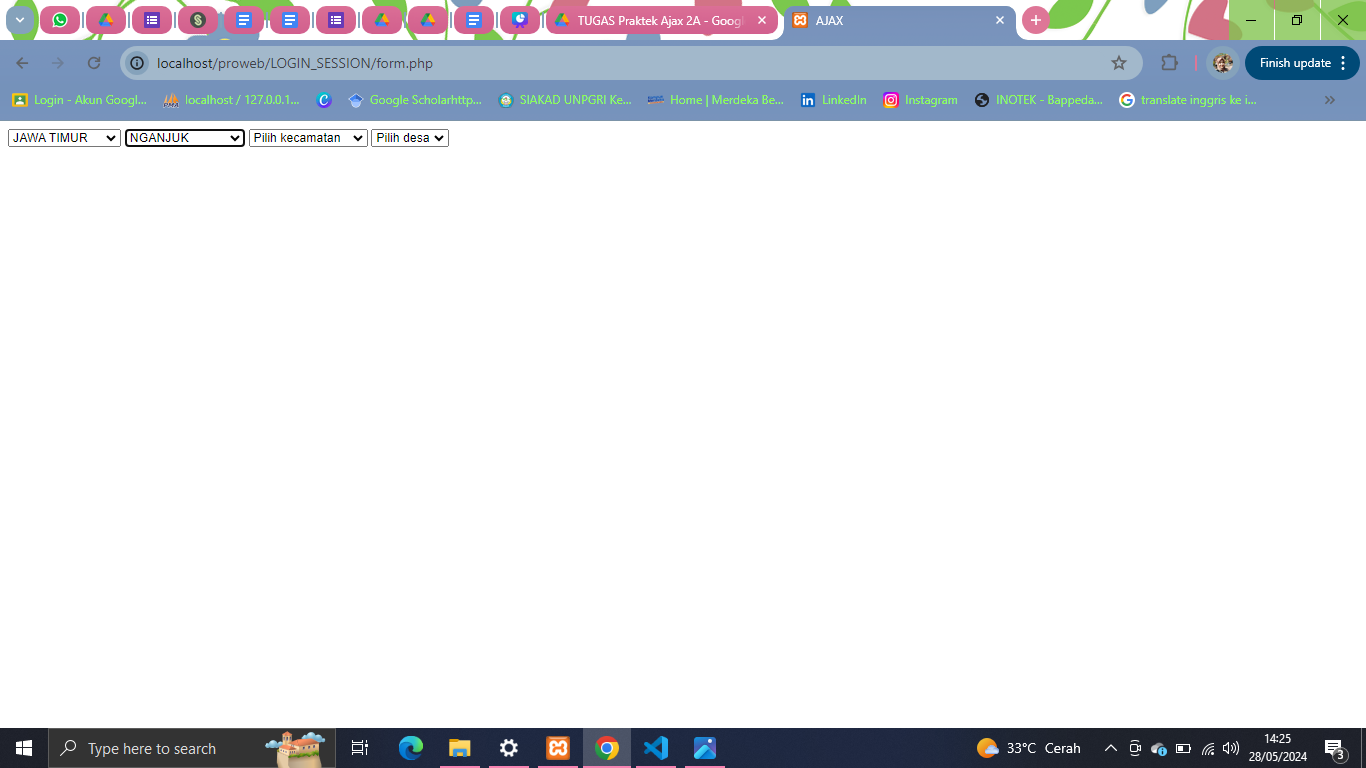 TUGAS Praktek Ajax 2A - Goog
AJAX
localhost/proweb/LOGIN_SESSION/form.php
Finish update
Login - Akun Googl...
localhost / 127.0.0.1...
Google Scholarhttp...
SIAKAD UNPGRI Ke...
Home | Merdeka Be...
LinkedIn
Instagram
INOTEK - Bappeda...
translate inggris ke i...
JAWA TIMUR NGANJUK Pilih kecamatan Pilih desa
Type here to search
33°C Cerah
14:25
28/05/2024
3